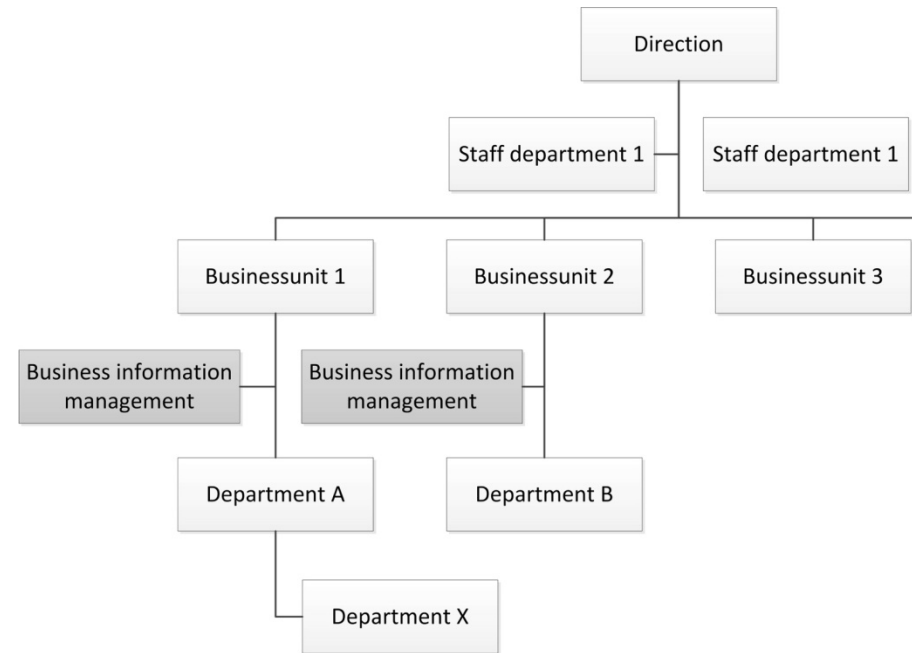 Direction
Staff department 1
Staff department 1
Businessunit 1
Businessunit 2
Businessunit 3
Business information
management
Business information
management
Department A
Department B
Department X